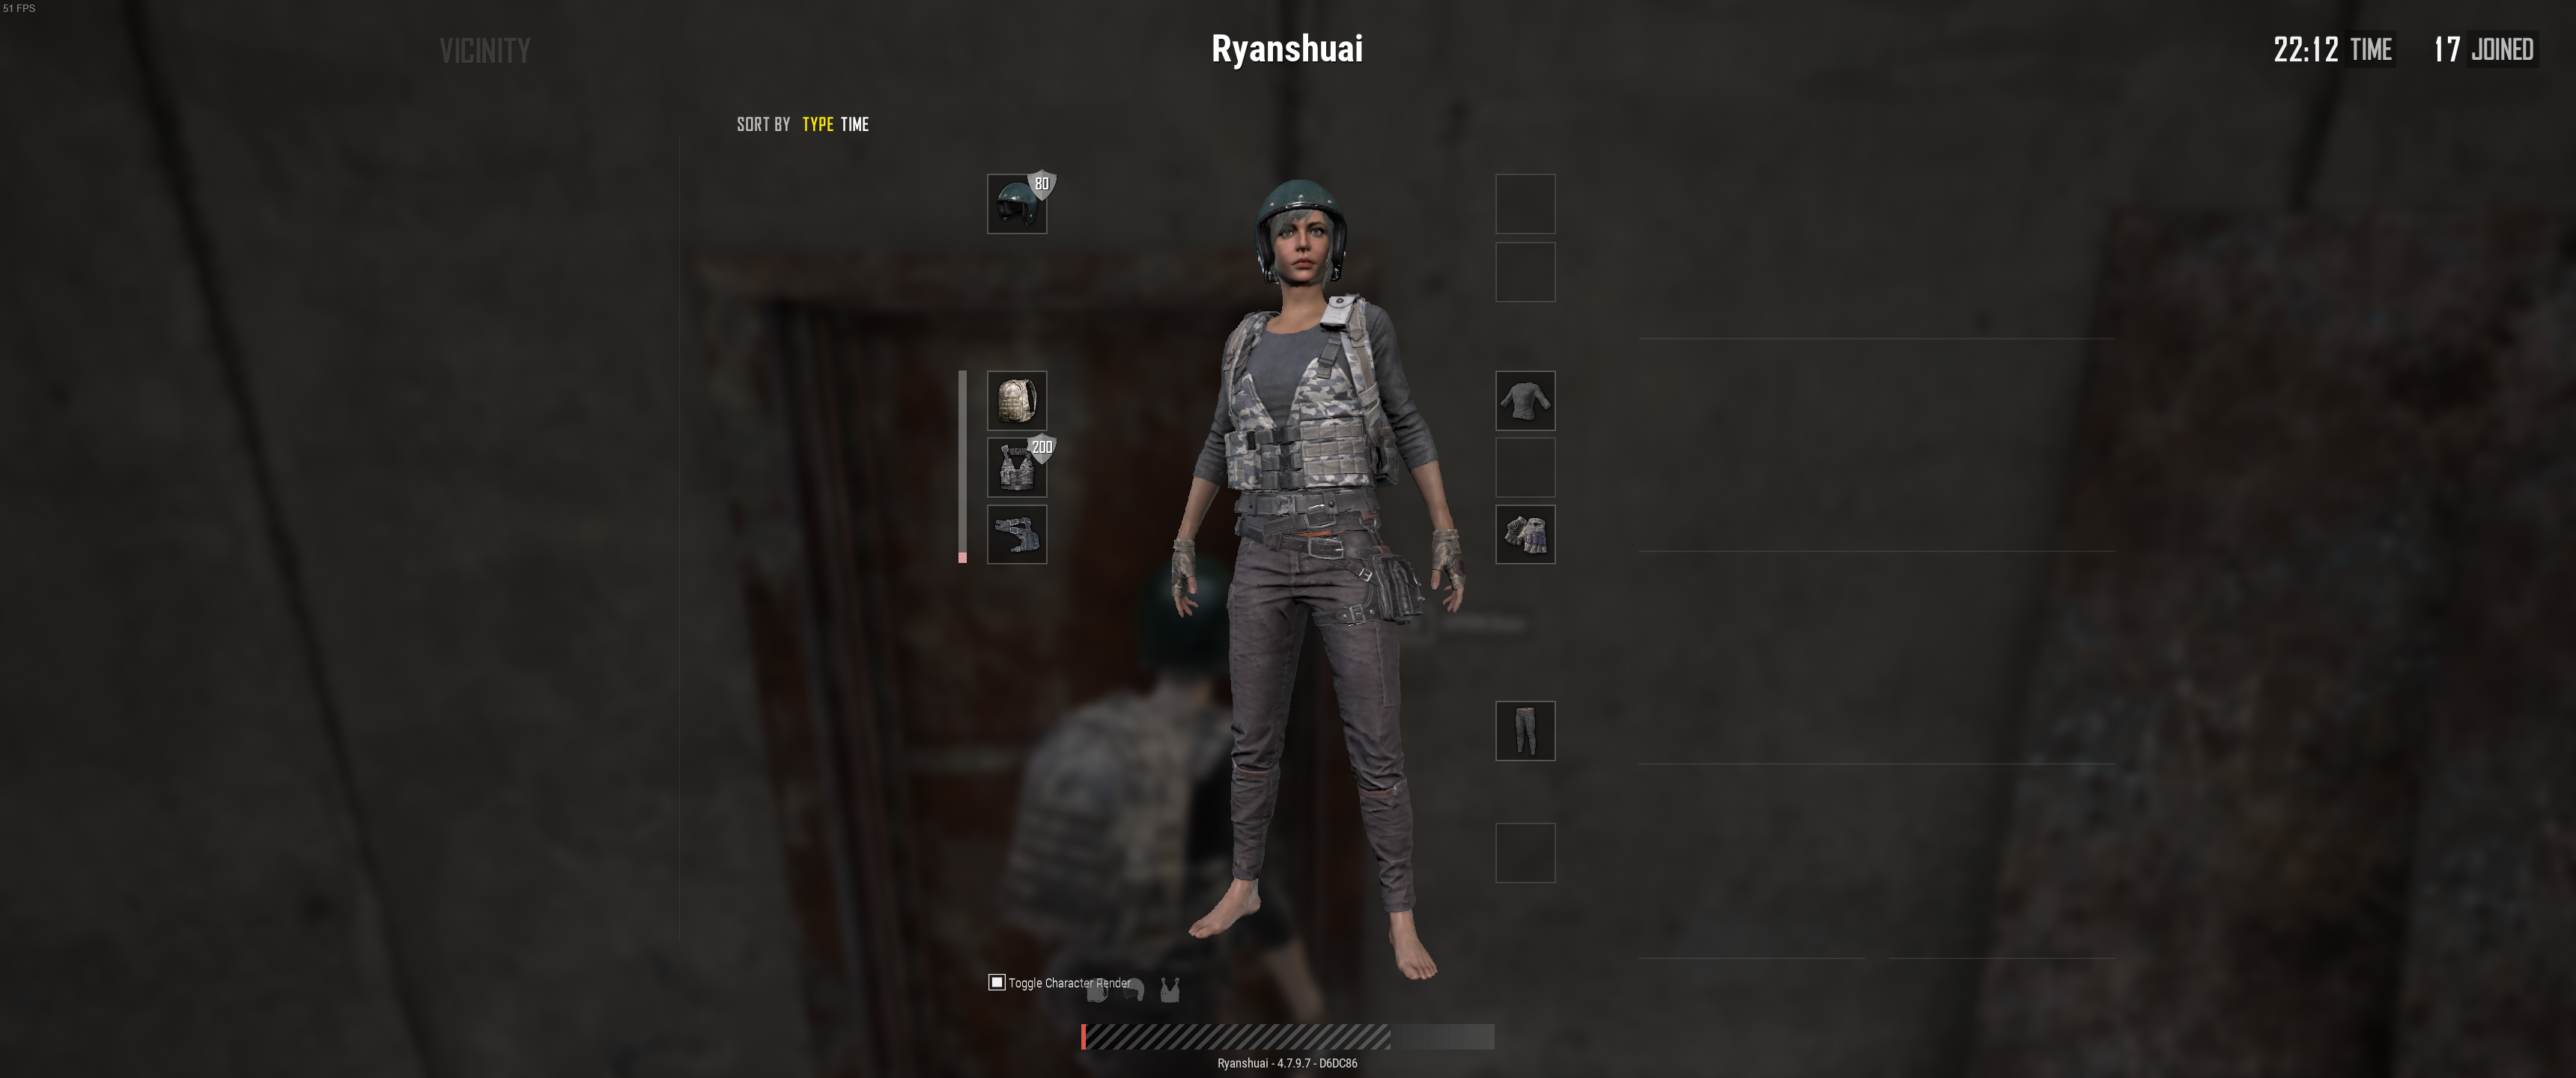 51 FPS
VICINITY
Ryanshuai
22:12 TIME 17 JOINED
SORT BY TYPE TIME
80
200
Toggle Character Render
Ryanshuai - 4.7.9.7 - D6DC86